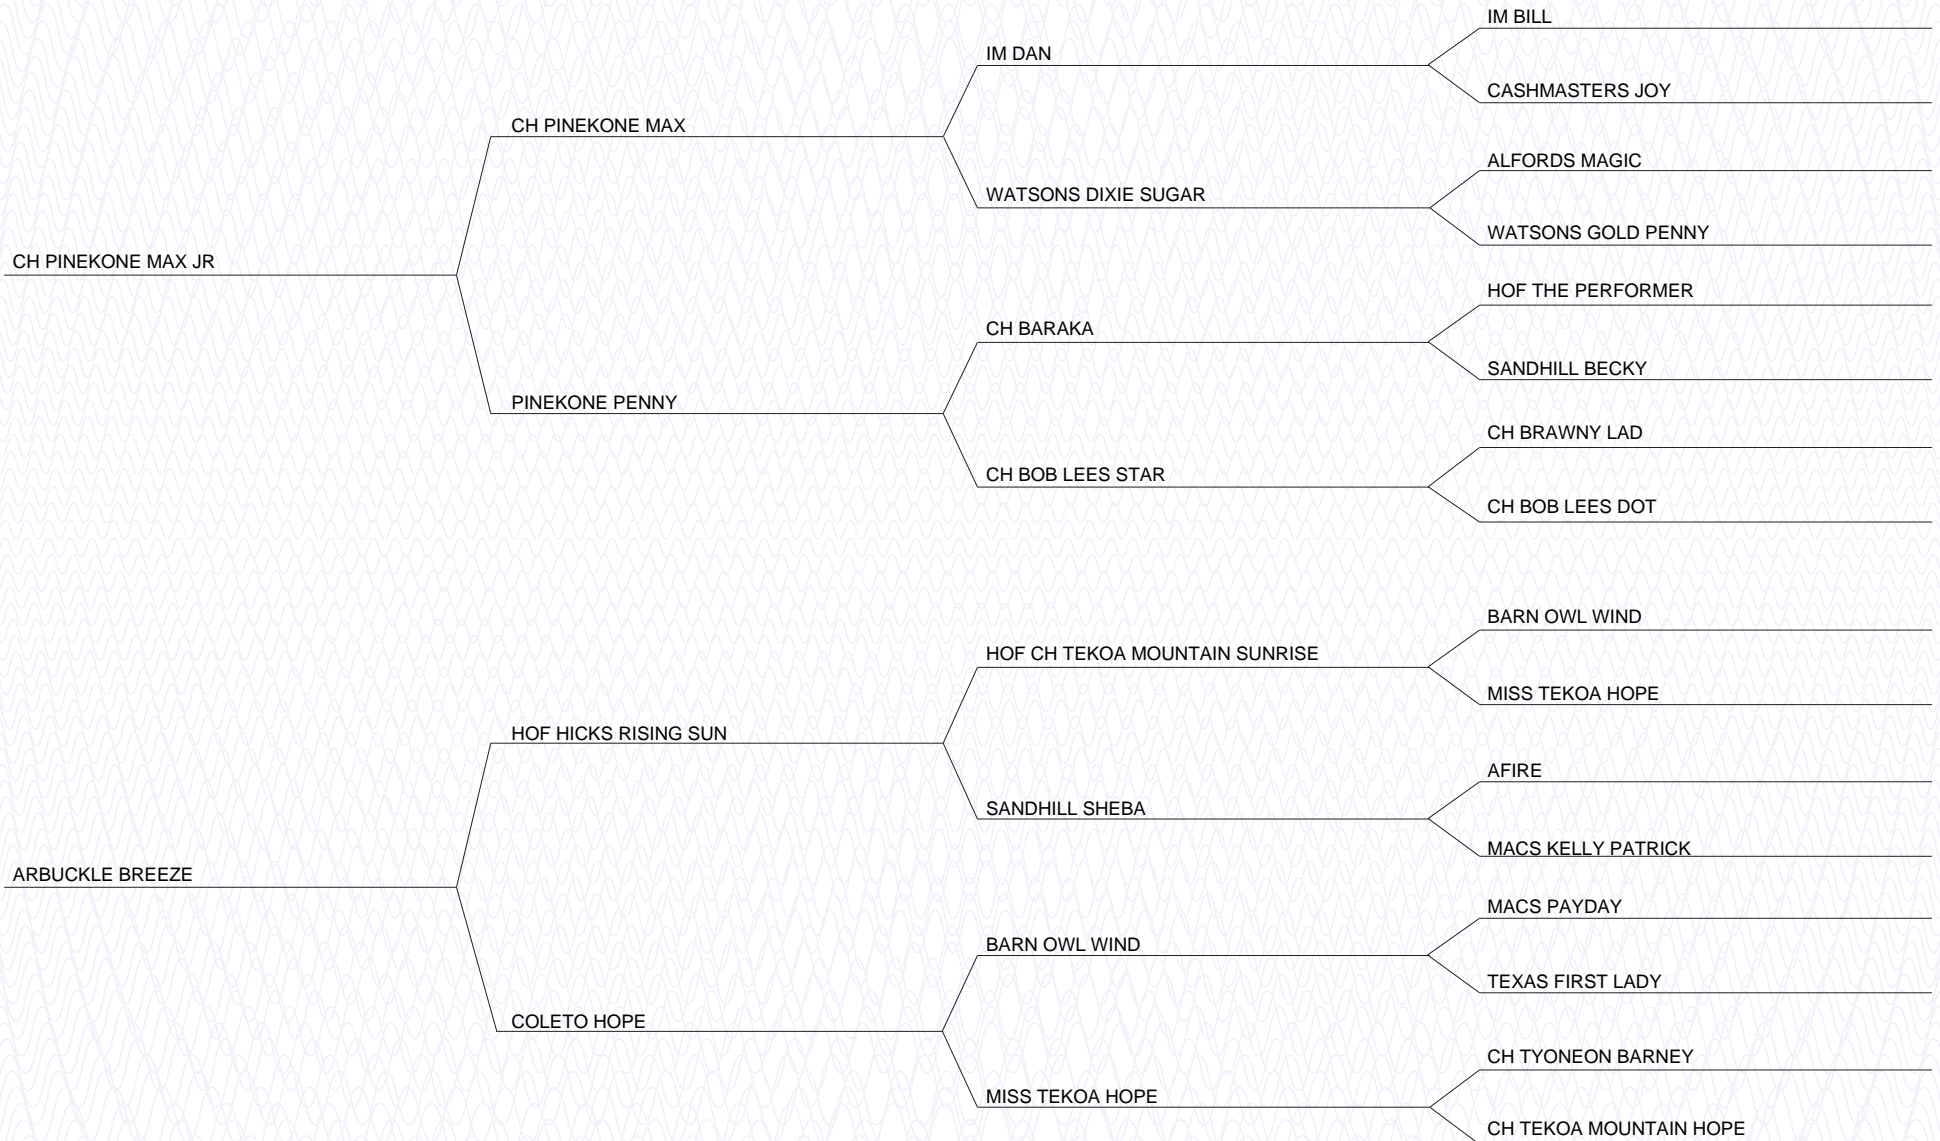 IM BILL
IM DAN
CASHMASTERS JOY
CH PINEKONE MAX
ALFORDS MAGIC
WATSONS DIXIE SUGAR
WATSONS GOLD PENNY
CH PINEKONE MAX JR
HOF THE PERFORMER
CH BARAKA
SANDHILL BECKY
PINEKONE PENNY
CH BRAWNY LAD
CH BOB LEES STAR
CH BOB LEES DOT
BARN OWL WIND
HOF CH TEKOA MOUNTAIN SUNRISE
MISS TEKOA HOPE
HOF HICKS RISING SUN
AFIRE
SANDHILL SHEBA
MACS KELLY PATRICK
ARBUCKLE BREEZE
MACS PAYDAY
BARN OWL WIND
TEXAS FIRST LADY
COLETO HOPE
CH TYONEON BARNEY
MISS TEKOA HOPE
CH TEKOA MOUNTAIN HOPE